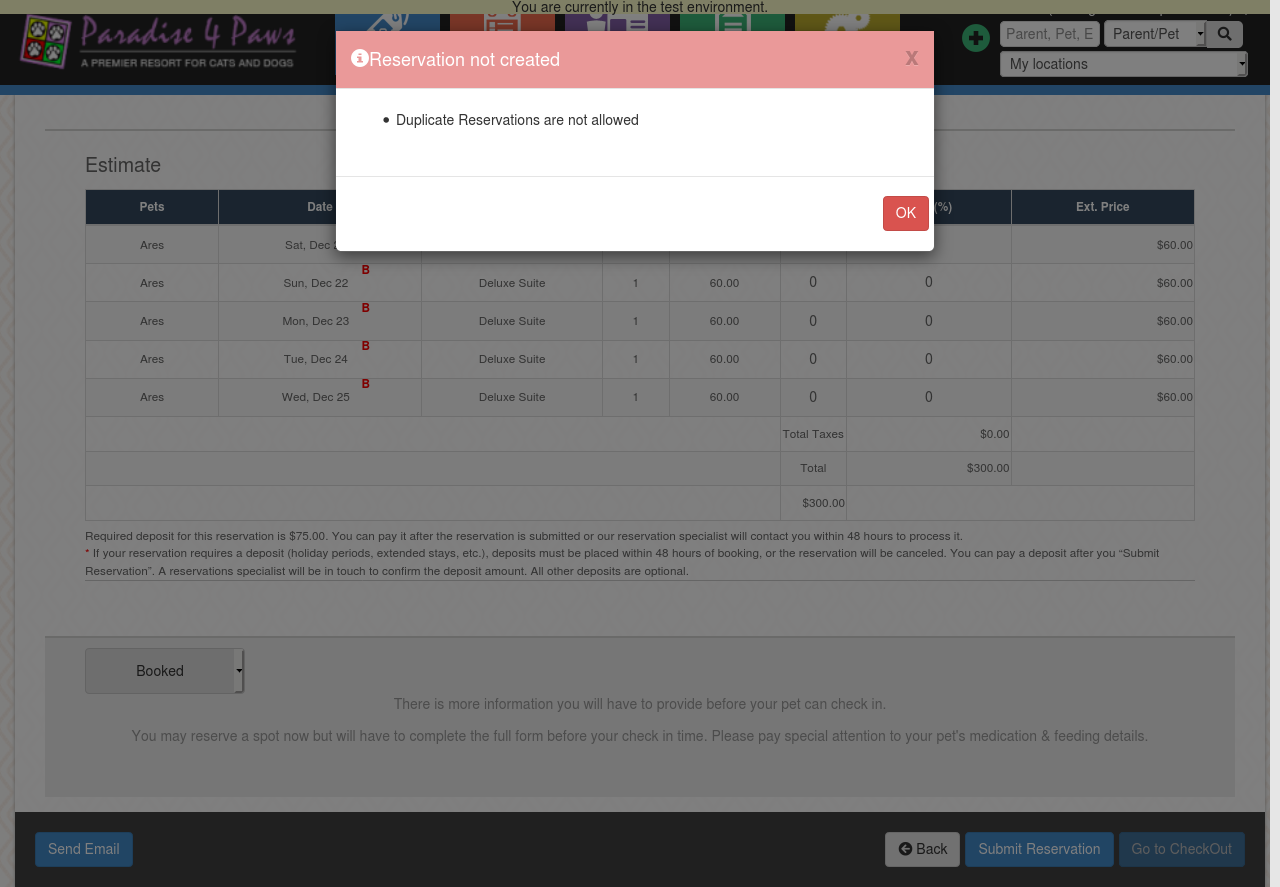 You are currently in the test environment.
Paradise 4 Paws
A PREMIER RESORT FOR CATS AND DOGS
Parent, Pet, E
Parent/Pet
My locations
Reservation not created
X
Duplicate Reservations are not allowed
OK
Estimate
Pets Date (%) Ext. Price
Ares Sat, Dec $60.00
Ares Sun, Dec 22 B Deluxe Suite 1 60.00 0 0 $60.00
Ares Mon, Dec 23 B Deluxe Suite 1 60.00 0 0 $60.00
Ares Tue, Dec 24 B Deluxe Suite 1 60.00 0 0 $60.00
Ares Wed, Dec 25 B Deluxe Suite 1 60.00 0 0 $60.00
Total Taxes $0.00
Total $300.00
$300.00
Required deposit for this reservation is $75.00. You can pay it after the reservation is submitted or our reservation specialist will contact you within 48 hours to process it.
* If your reservation requires a deposit (holiday periods, extended stays, etc.), deposits must be placed within 48 hours of booking, or the reservation will be canceled. You can pay a deposit after you “Submit
Reservation”. A reservations specialist will be in touch to confirm the deposit amount. All other deposits are optional.
Booked
There is more information you will have to provide before your pet can check in.
You may reserve a spot now but will have to complete the full form before your check in time. Please pay special attention to your pet's medication & feeding details.
Send Email
Back
Submit Reservation
Go to CheckOut